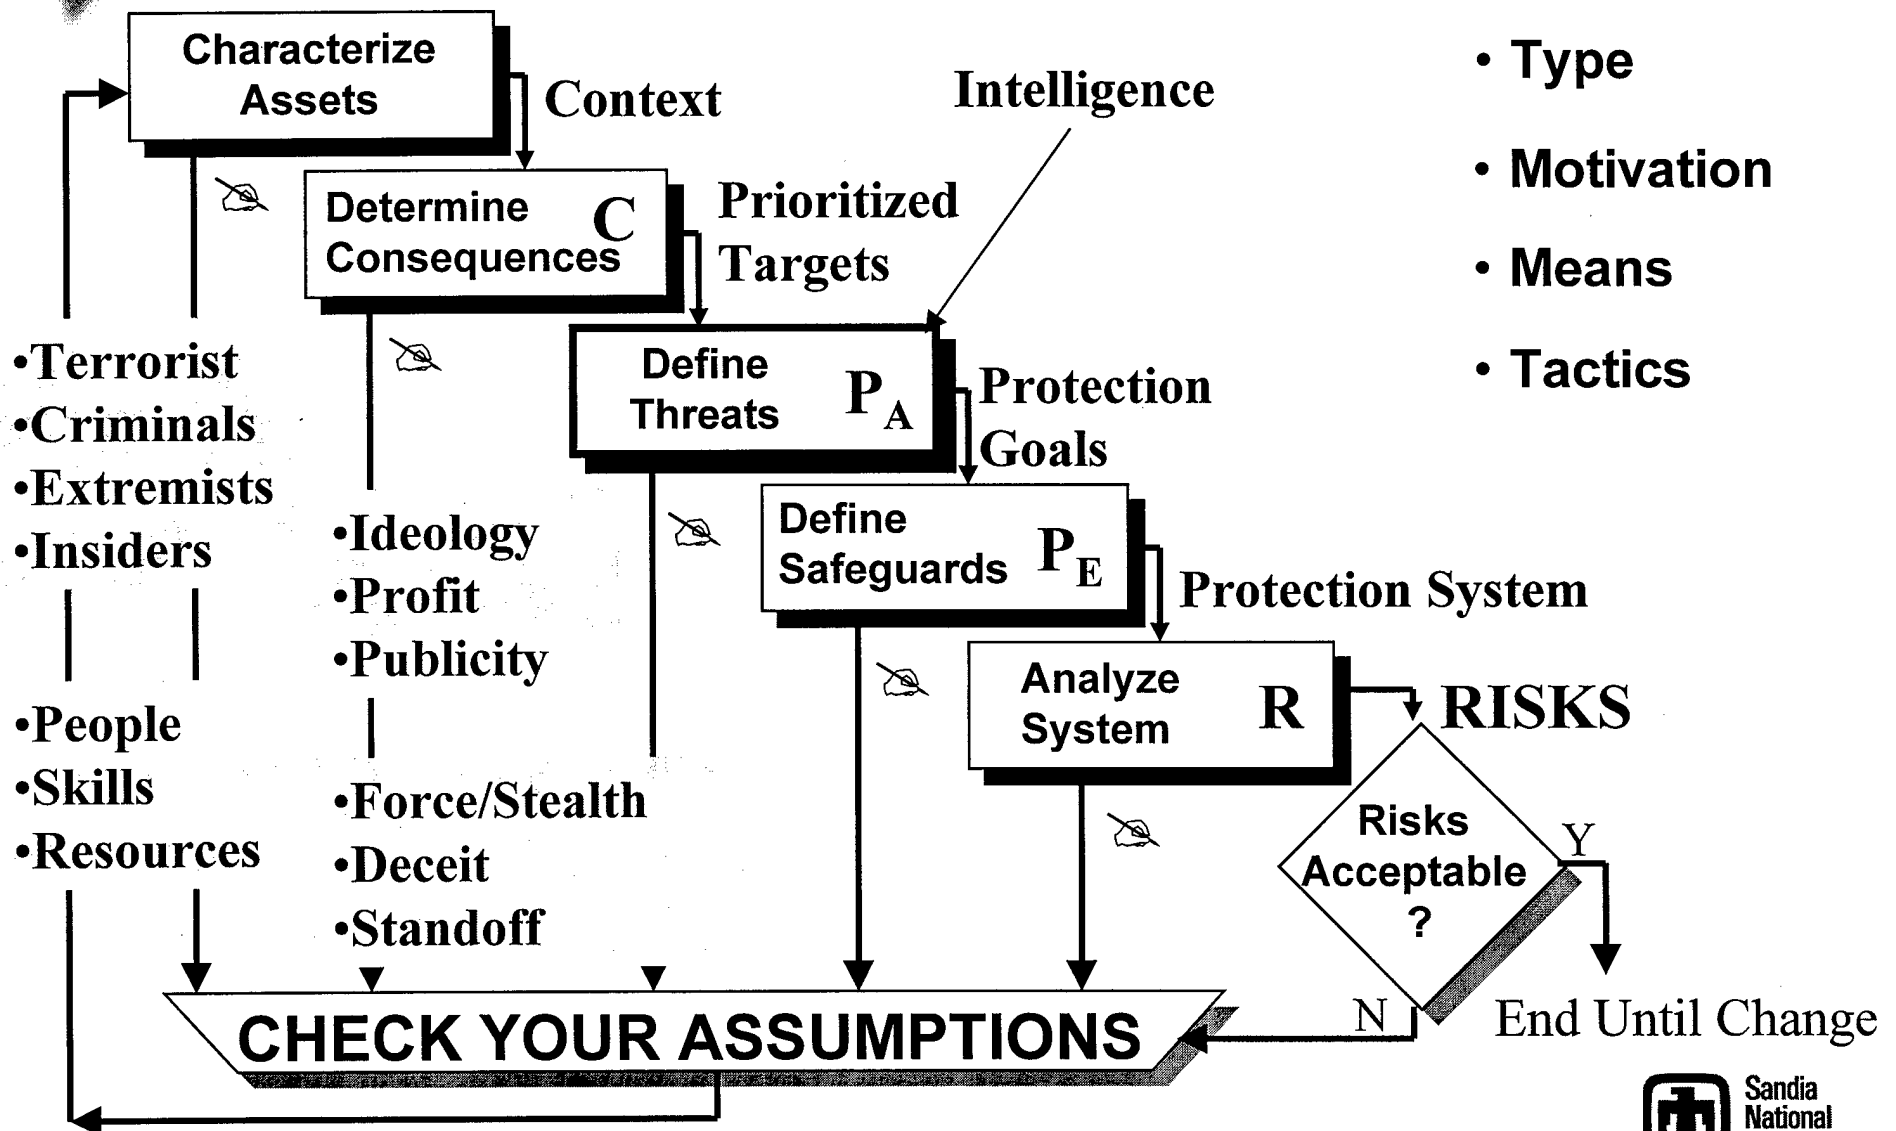 Characterize
Assets
Context
Intelligence
• Type
• Motivation
• Means
• Tactics
Determine
Consequences
C
Prioritized
Targets
Define
Threats
P_A
Protection
Goals
•Terrorist
•Criminals
•Extremists
•Insiders
•Ideology
•Profit
•Publicity
Define
Safeguards
P_E
Protection System
Analyze
System
R
RISKS
•People
•Skills
•Resources
•Force/Stealth
•Deceit
•Standoff
Risks
Acceptable
?
Y
N
End Until Change
CHECK YOUR ASSUMPTIONS
Sandia
National